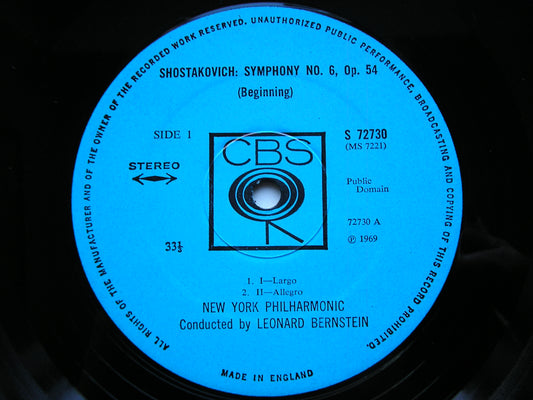 ALL RIGHTS OF THE MANUFACTURER AND OF THE OWNER OF THE RECORDED WORK RESERVED. UNAUTHORIZED PUBLIC PERFORMANCE, BROADCASTING AND COPYING OF THIS RECORD PROHIBITED.
SHOSTAKOVICH: SYMPHONY NO. 6, Op. 54
(Beginning)
SIDE 1
S 72730
(MS 7221)
CBS
STEREO
Public
Domain
72730 A
33⅓
℗ 1969
1. I—Largo
2. II—Allegro
NEW YORK PHILHARMONIC
Conducted by LEONARD BERNSTEIN
MADE IN ENGLAND